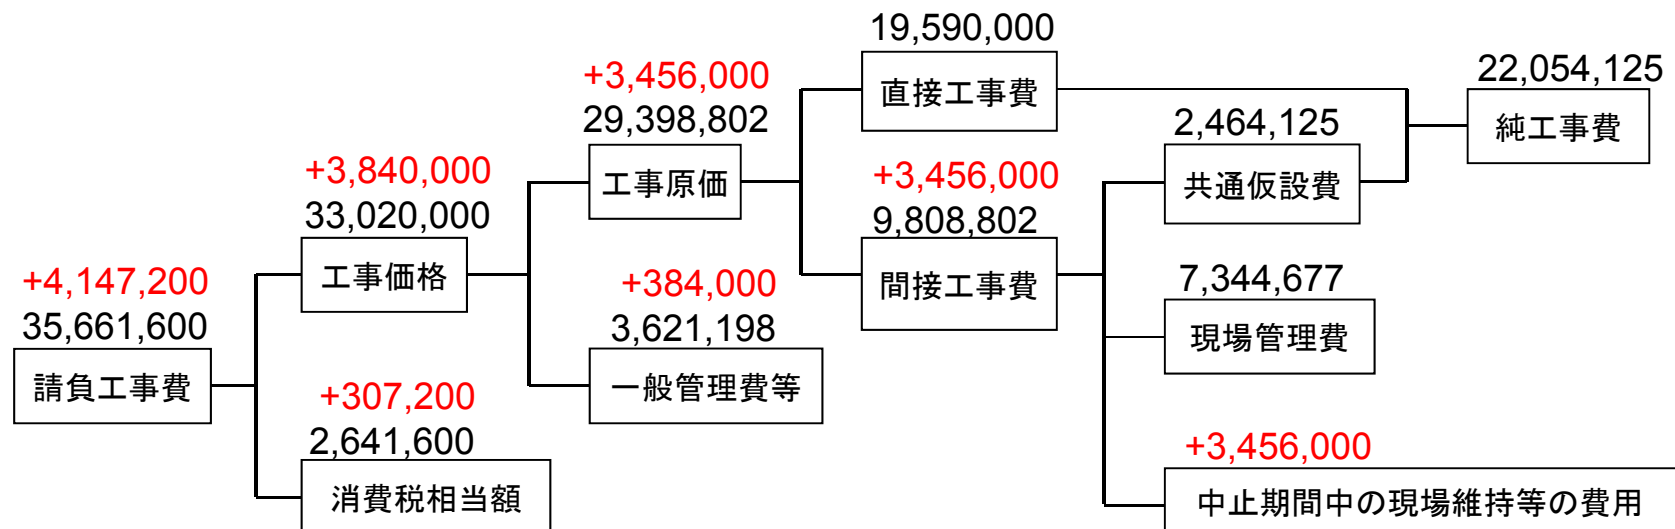 +4,147,200
35,661,600
請負工事費
+3,840,000
33,020,000
工事価格
+307,200
2,641,600
消費税相当額
+3,456,000
29,398,802
工事原価
+384,000
3,621,198
一般管理費等
19,590,000
直接工事費
+3,456,000
9,808,802
間接工事費
2,464,125
共通仮設費
7,344,677
現場管理費
+3,456,000
中止期間中の現場維持等の費用
22,054,125
純工事費